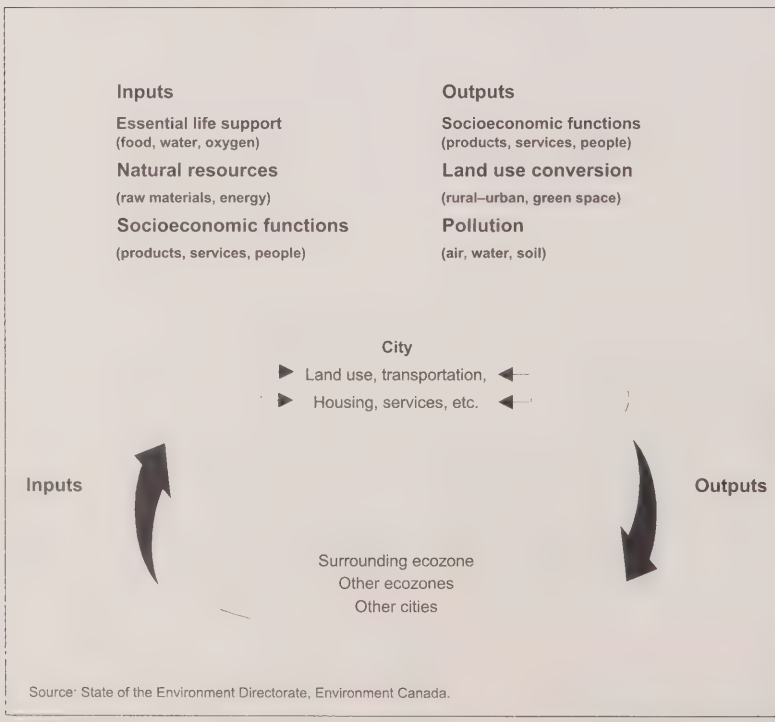 Inputs
Essential life support
(food, water, oxygen)
Natural resources
(raw materials, energy)
Socioeconomic functions
(products, services, people)
Outputs
Socioeconomic functions
(products, services, people)
Land use conversion
(rural–urban, green space)
Pollution
(air, water, soil)
City
Land use, transportation,
Housing, services, etc.
Inputs
Outputs
Surrounding ecozone
Other ecozones
Other cities
Source: State of the Environment Directorate, Environment Canada.